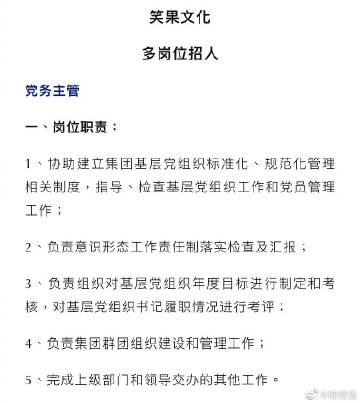 笑果文化
多岗位招人
党务主管
一、岗位职责：
1、协助建立集团基层党组织标准化、规范化管理
相关制度，指导、检查基层党组织工作和党员管理
工作；
2、负责意识形态工作责任制落实检查及汇报；
3、负责组织对基层党组织年度目标进行制定和考
核，对基层党组织书记履职情况进行考评；
4、负责集团群团组织建设和管理工作；
5、完成上级部门和领导交办的其他工作。